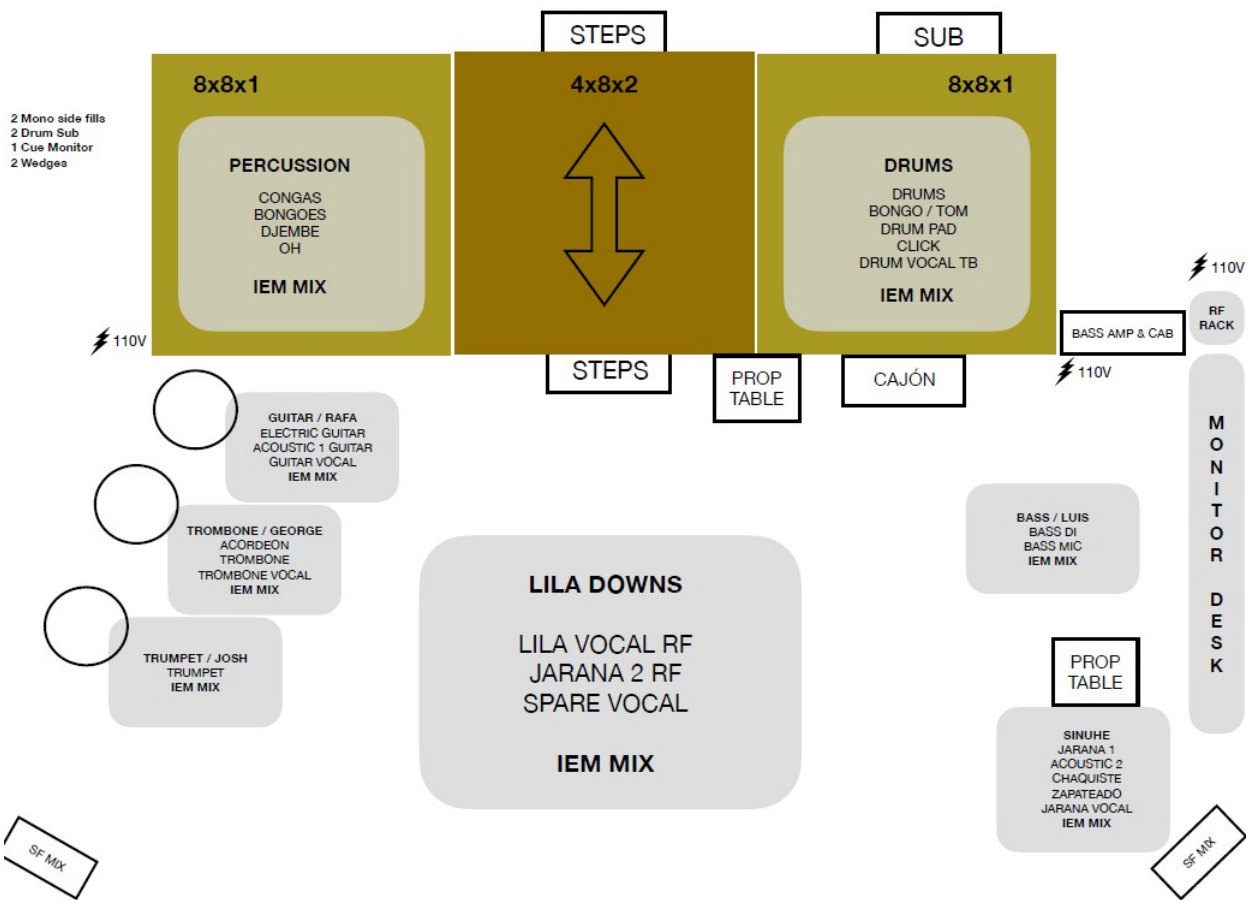 STEPS
SUB
8x8x1
4x8x2
8x8x1
2 Mono side fills
2 Drum Sub
1 Cue Monitor
2 Wedges
PERCUSSION
CONGAS
BONGOES
DJEMBE
OH
IEM MIX
DRUMS
DRUMS
BONGO / TOM
DRUM PAD
CLICK
DRUM VOCAL TB
IEM MIX
110V
RF
RACK
110V
BASS AMP & CAB
110V
STEPS
PROP
TABLE
CAJÓN
MONITOR DESK
GUITAR / RAFA
ELECTRIC GUITAR
ACOUSTIC 1 GUITAR
GUITAR VOCAL
IEM MIX
TROMBONE / GEORGE
ACORDEÓN
TROMBONE
TROMBONE VOCAL
IEM MIX
TRUMPET / JOSH
TRUMPET
IEM MIX
LILA DOWNS
LILA VOCAL RF
JARANA 2 RF
SPARE VOCAL
IEM MIX
BASS / LUIS
BASS DI
BASS MIC
IEM MIX
PROP
TABLE
SINUHE
JARANA 1
ACOUSTIC 2
CHAQUISTE
ZAPATEADO
JARANA VOCAL
IEM MIX
SF MIX
SF MIX